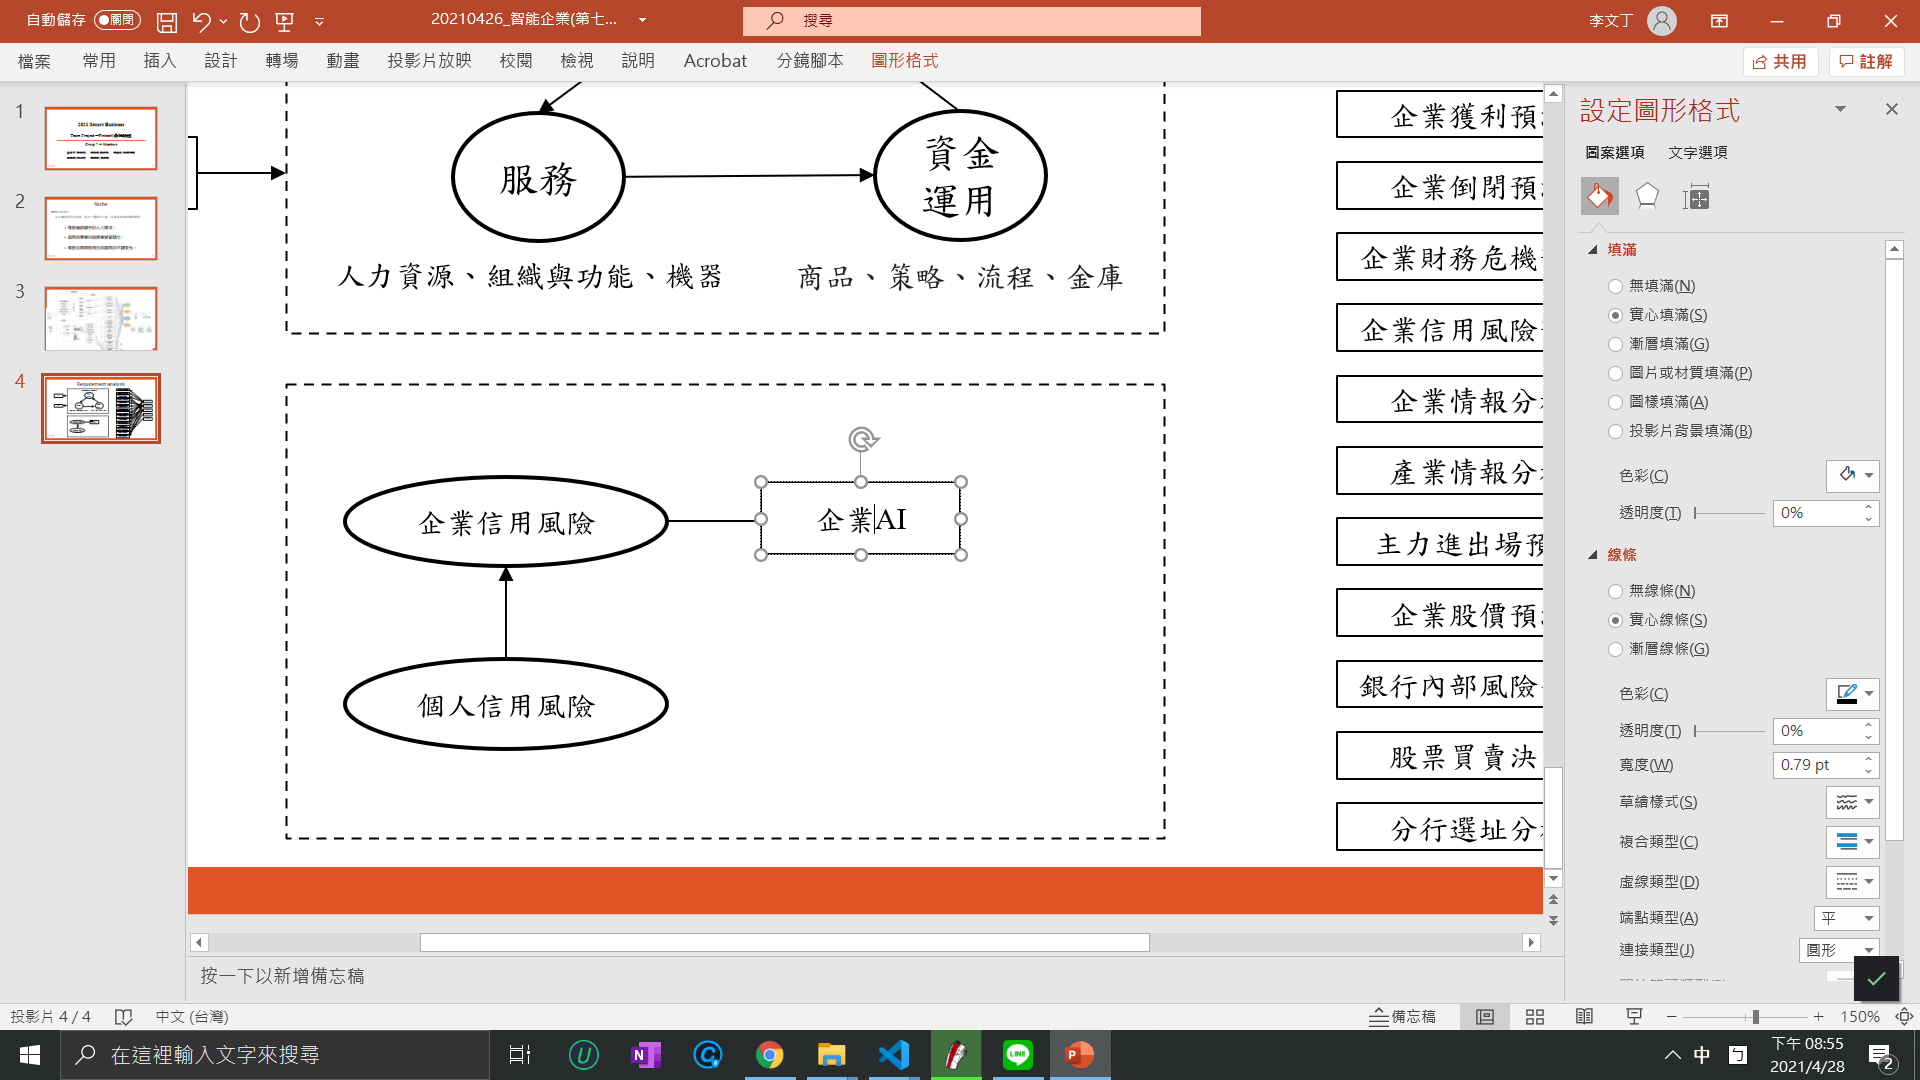 自動儲存 關閉 20210426_智能企業(第七... 搜尋 李文丁
檔案 常用 插入 設計 轉場 動畫 投影片放映 校閱 檢視 說明 Acrobat 分鏡腳本 圖形格式 共用 註解
1
2021 Smart Business
2
Niche
3
4
Requirement analysis
服務
資金
運用
人力資源、組織與功能、機器
商品、策略、流程、金庫
企業信用風險
企業AI
個人信用風險
企業獲利預
企業倒閉預
企業財務危機
企業信用風險
企業情報分
產業情報分
主力進出場預
企業股價預
銀行內部風險
股票買賣決
分行選址分
按一下以新增備忘稿
設定圖形格式
圖案選項 文字選項
填滿
無填滿(N)
實心填滿(S)
漸層填滿(G)
圖片或材質填滿(P)
圖樣填滿(A)
投影片背景填滿(B)
色彩(C)
透明度(T) 0%
線條
無線條(N)
實心線條(S)
漸層線條(G)
色彩(C)
透明度(T) 0%
寬度(W) 0.79 pt
草繪樣式(S)
複合類型(C)
虛線類型(D)
端點類型(A) 平
連接類型(J) 圓形
投影片 4 / 4 中文 (台灣) 備忘稿 150%
在這裡輸入文字來搜尋 中 ㄅ 下午 08:55
2021/4/28 2